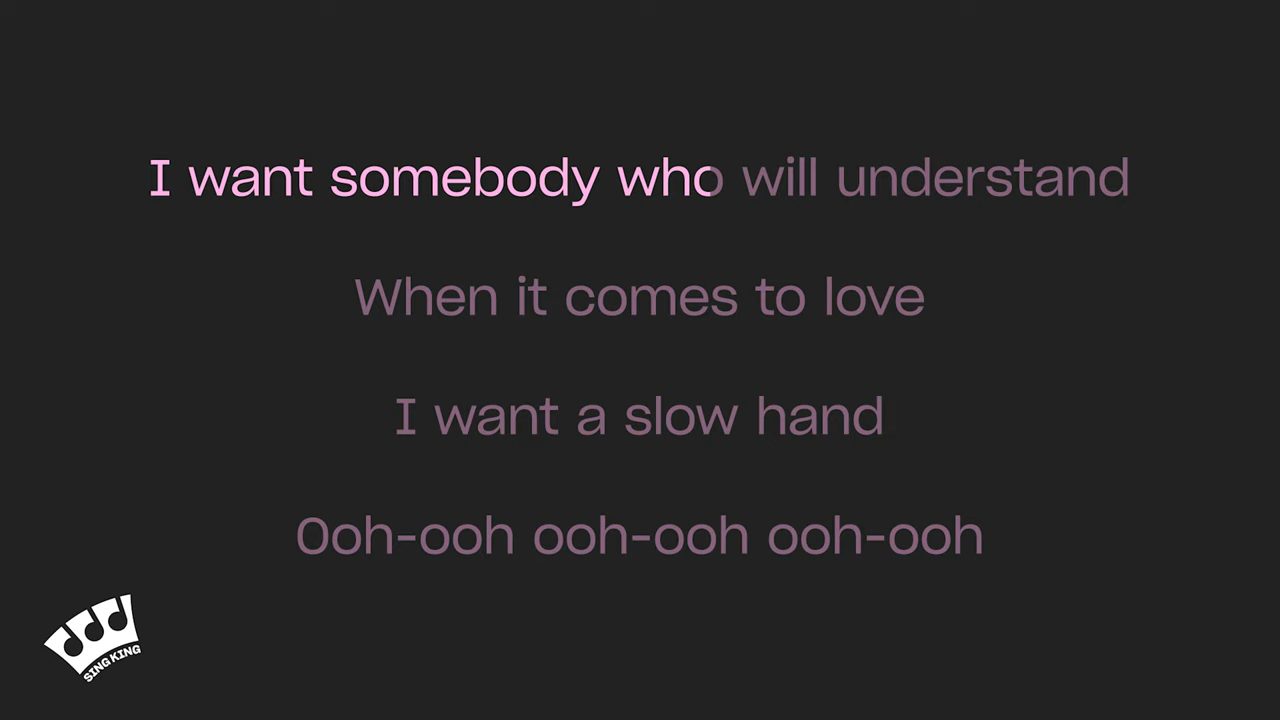 I want somebody who will understand
When it comes to love
I want a slow hand
Ooh-ooh ooh-ooh ooh-ooh
SING KING